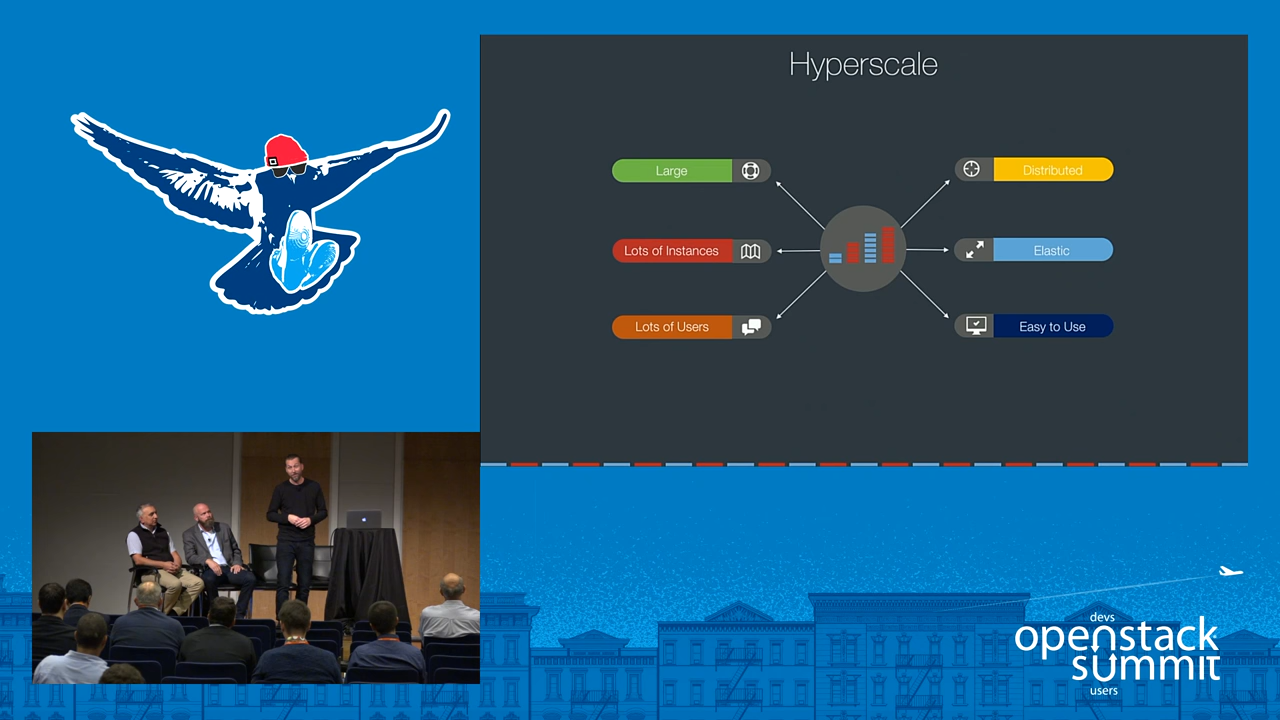 Hyperscale
Large
Distributed
Lots of Instances
Elastic
Lots of Users
Easy to Use
devs
openstack
summit
users